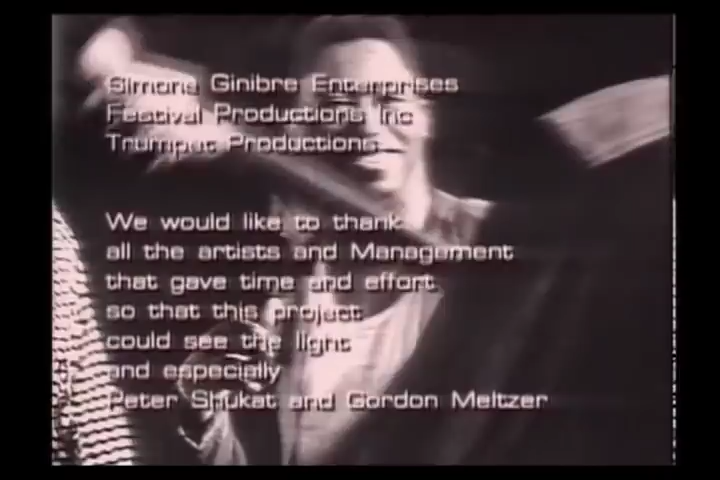 Simone Ginibre Enterprises
Festival Productions Inc
Trumpet Productions
We would like to thank
all the artists and Management
that gave time and effort
so that this project
could see the light
and especially
Peter Shukat and Gordon Meltzer